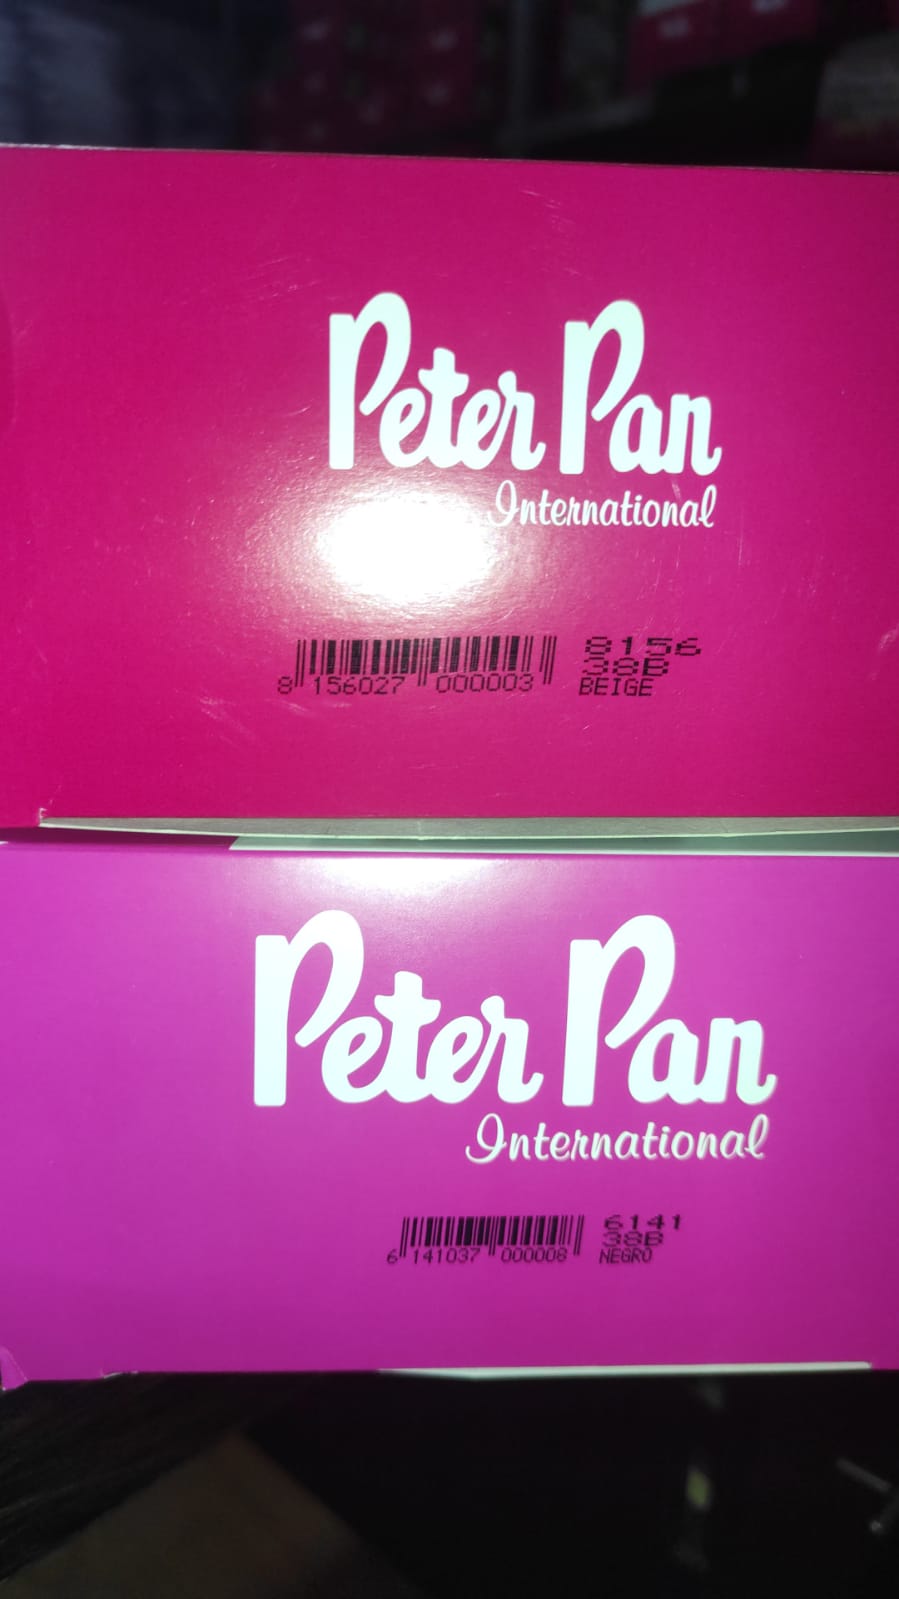 Peter Pan
International
8 156027 000003
8156
38B
BEIGE
Peter Pan
International
6 141037 000008
6141
38B
NEGRO